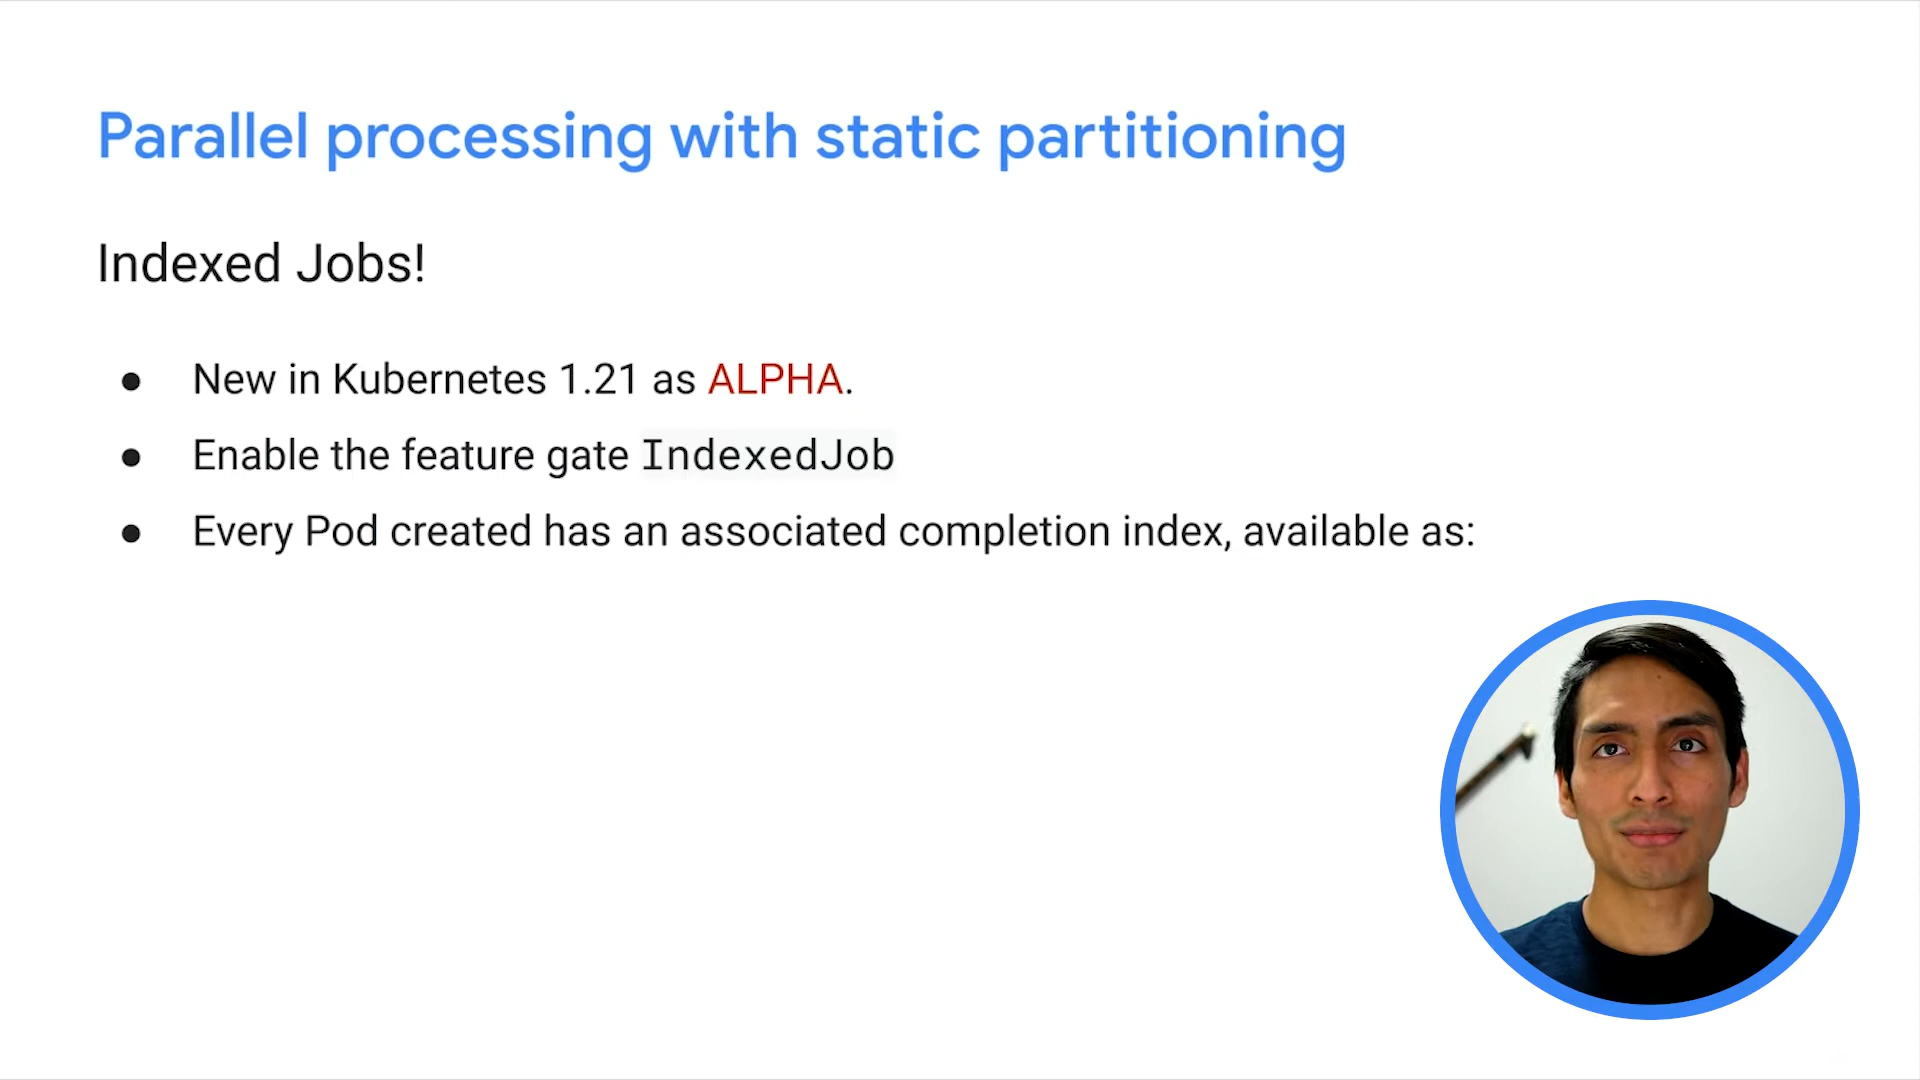 Parallel processing with static partitioning
Indexed Jobs!
● New in Kubernetes 1.21 as ALPHA.
● Enable the feature gate IndexedJob
● Every Pod created has an associated completion index, available as: